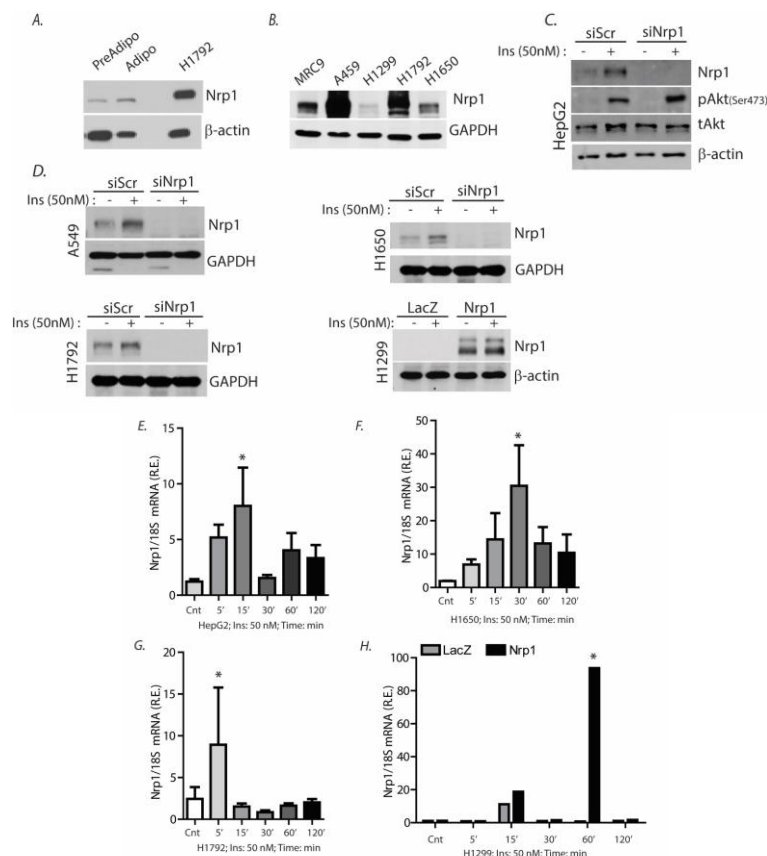 A.
PreAdipo Adipo H1792
Nrp1
β-actin
B.
MRC9 A459 H1299 H1792 H1650
Nrp1
GAPDH
C.
siScr siNrp1
Ins (50nM) : - + - +
HepG2
Nrp1
pAkt(Ser473)
tAkt
β-actin
D.
siScr siNrp1
Ins (50nM) : - + - +
A549
Nrp1
GAPDH
siScr siNrp1
Ins (50nM) : - + - +
H1650
Nrp1
GAPDH
siScr siNrp1
Ins (50nM) : - + - +
H1792
Nrp1
GAPDH
LacZ Nrp1
Ins (50nM): - + - +
H1299
Nrp1
β-actin
E.
Nrp1/18S mRNA (R.E.)
15
10
5
0
*
Cnt 5' 15' 30' 60' 120'
HepG2; Ins: 50 nM; Time: min
F.
Nrp1/18S mRNA (R.E.)
50
40
30
20
10
0
*
Cnt 5' 15' 30' 60' 120'
H1650; Ins: 50 nM; Time: min
G.
Nrp1/18S mRNA (R.E.)
20
15
10
5
0
*
Cnt 5' 15' 30' 60' 120'
H1792; Ins: 50 nM; Time: min
H.
LacZ Nrp1
Nrp1/18S mRNA (R.E.)
100
80
60
40
20
0
*
Cnt 5' 15' 30' 60' 120'
H1299; Ins: 50 nM; Time: min